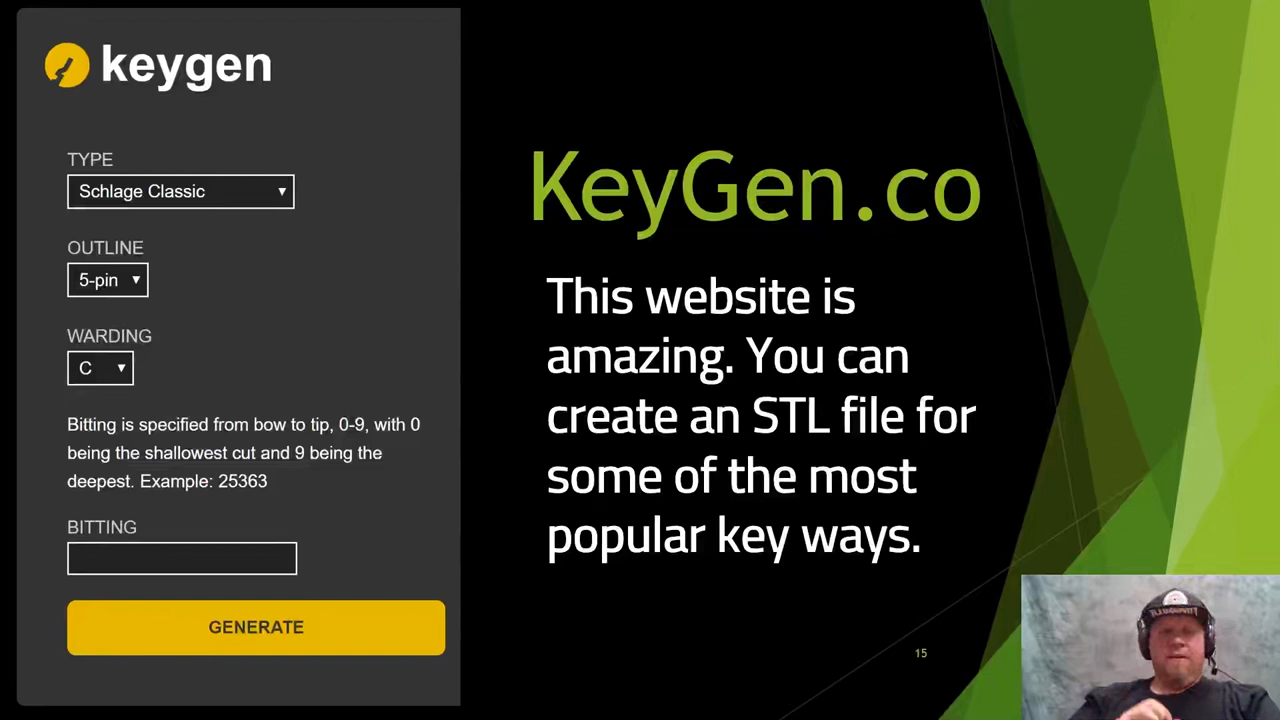 keygen
TYPE
Schlage Classic
OUTLINE
5-pin
WARDING
C
Bitting is specified from bow to tip, 0-9, with 0
being the shallowest cut and 9 being the
deepest. Example: 25363
BITTING
GENERATE
KeyGen.co
This website is
amazing. You can
create an STL file for
some of the most
popular key ways.
15